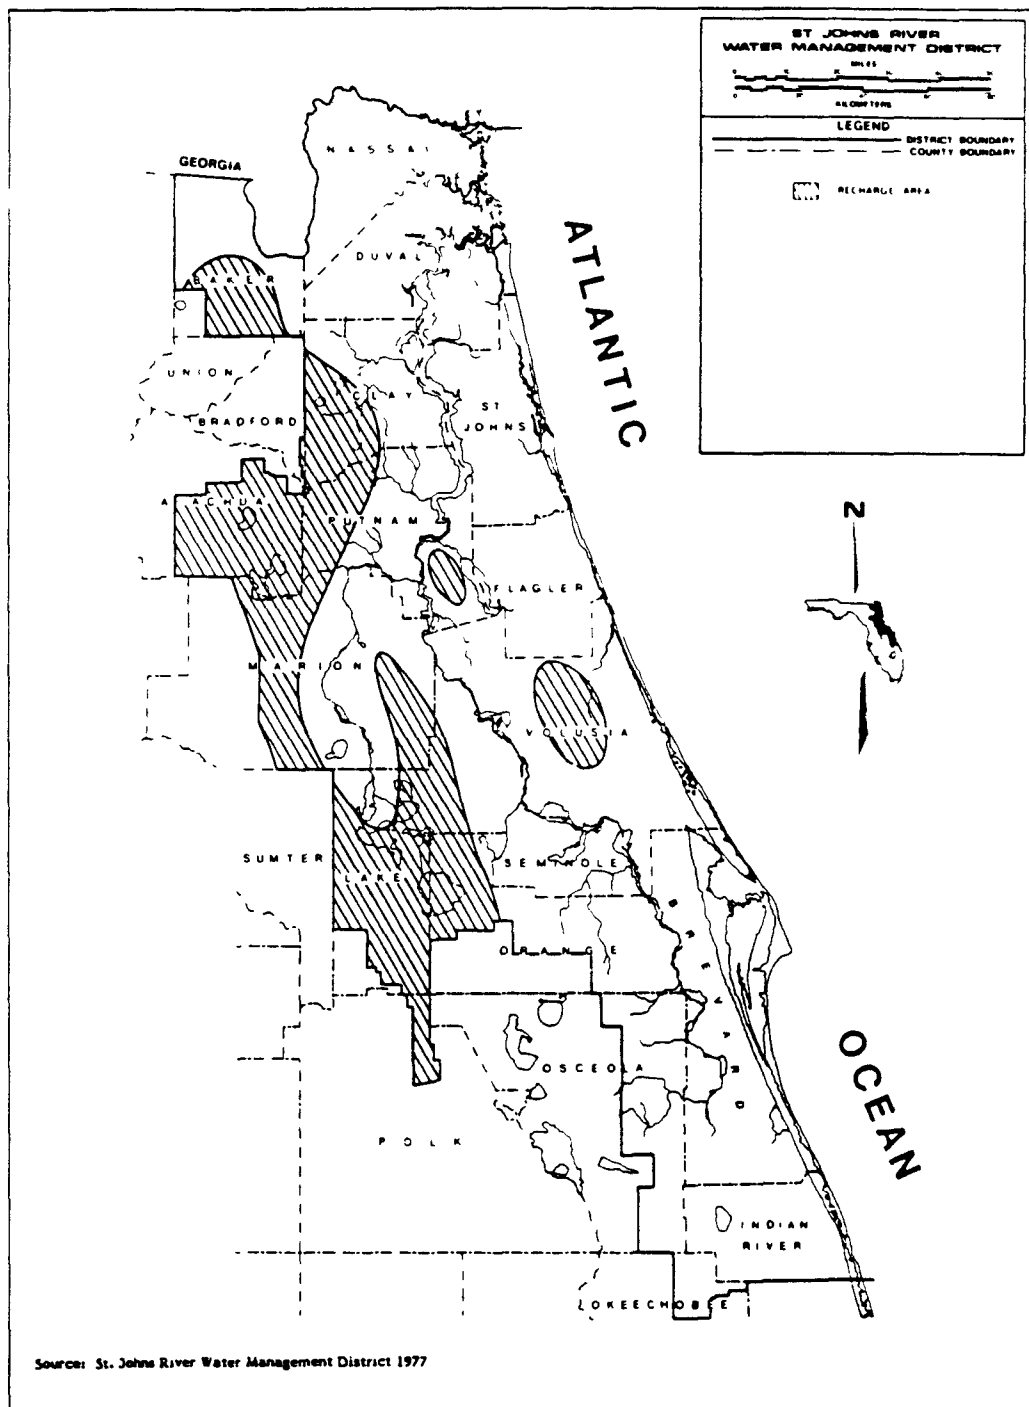 ST JOHNS RIVER
WATER MANAGEMENT DISTRICT
MILES
KILOMETERS
LEGEND
DISTRICT BOUNDARY
COUNTY BOUNDARY
RECHARGE AREA
NASSAU
GEORGIA
DUVAL
BAKER
ATLANTIC
UNION
CLAY
BRADFORD
ST
JOHNS
ALACHUA
PUTNAM
N
FLAGLER
MARION
VOLUSIA
SUMTER
SEMINOLE
LAKE
ORANGE
BREVARD
OSCEOLA
OCEAN
POLK
INDIAN
RIVER
OKEECHOBEE
Source: St. Johns River Water Management District 1977